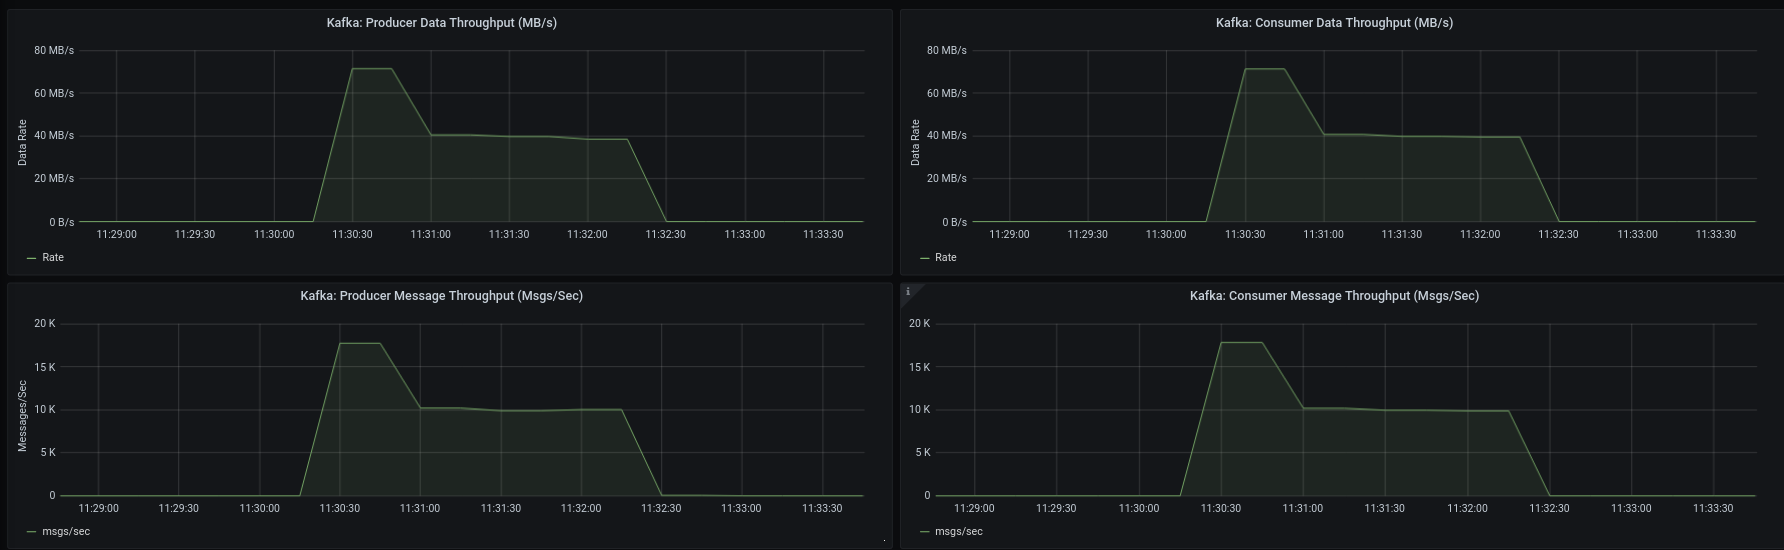 Kafka: Producer Data Throughput (MB/s)
80 MB/s
60 MB/s
40 MB/s
20 MB/s
0 B/s
Data Rate
11:29:00 11:29:30 11:30:00 11:30:30 11:31:00 11:31:30 11:32:00 11:32:30 11:33:00 11:33:30
Rate
Kafka: Consumer Data Throughput (MB/s)
80 MB/s
60 MB/s
40 MB/s
20 MB/s
0 B/s
Data Rate
11:29:00 11:29:30 11:30:00 11:30:30 11:31:00 11:31:30 11:32:00 11:32:30 11:33:00 11:33:30
Rate
Kafka: Producer Message Throughput (Msgs/Sec)
20 K
15 K
10 K
5 K
0
Messages/Sec
11:29:00 11:29:30 11:30:00 11:30:30 11:31:00 11:31:30 11:32:00 11:32:30 11:33:00 11:33:30
msgs/sec
i
Kafka: Consumer Message Throughput (Msgs/Sec)
20 K
15 K
10 K
5 K
0
11:29:00 11:29:30 11:30:00 11:30:30 11:31:00 11:31:30 11:32:00 11:32:30 11:33:00 11:33:30
msgs/sec